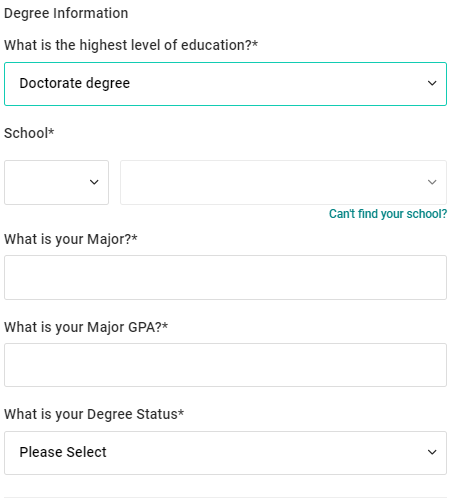 Degree Information
What is the highest level of education?*
Doctorate degree
School*
Can't find your school?
What is your Major?*
What is your Major GPA?*
What is your Degree Status*
Please Select